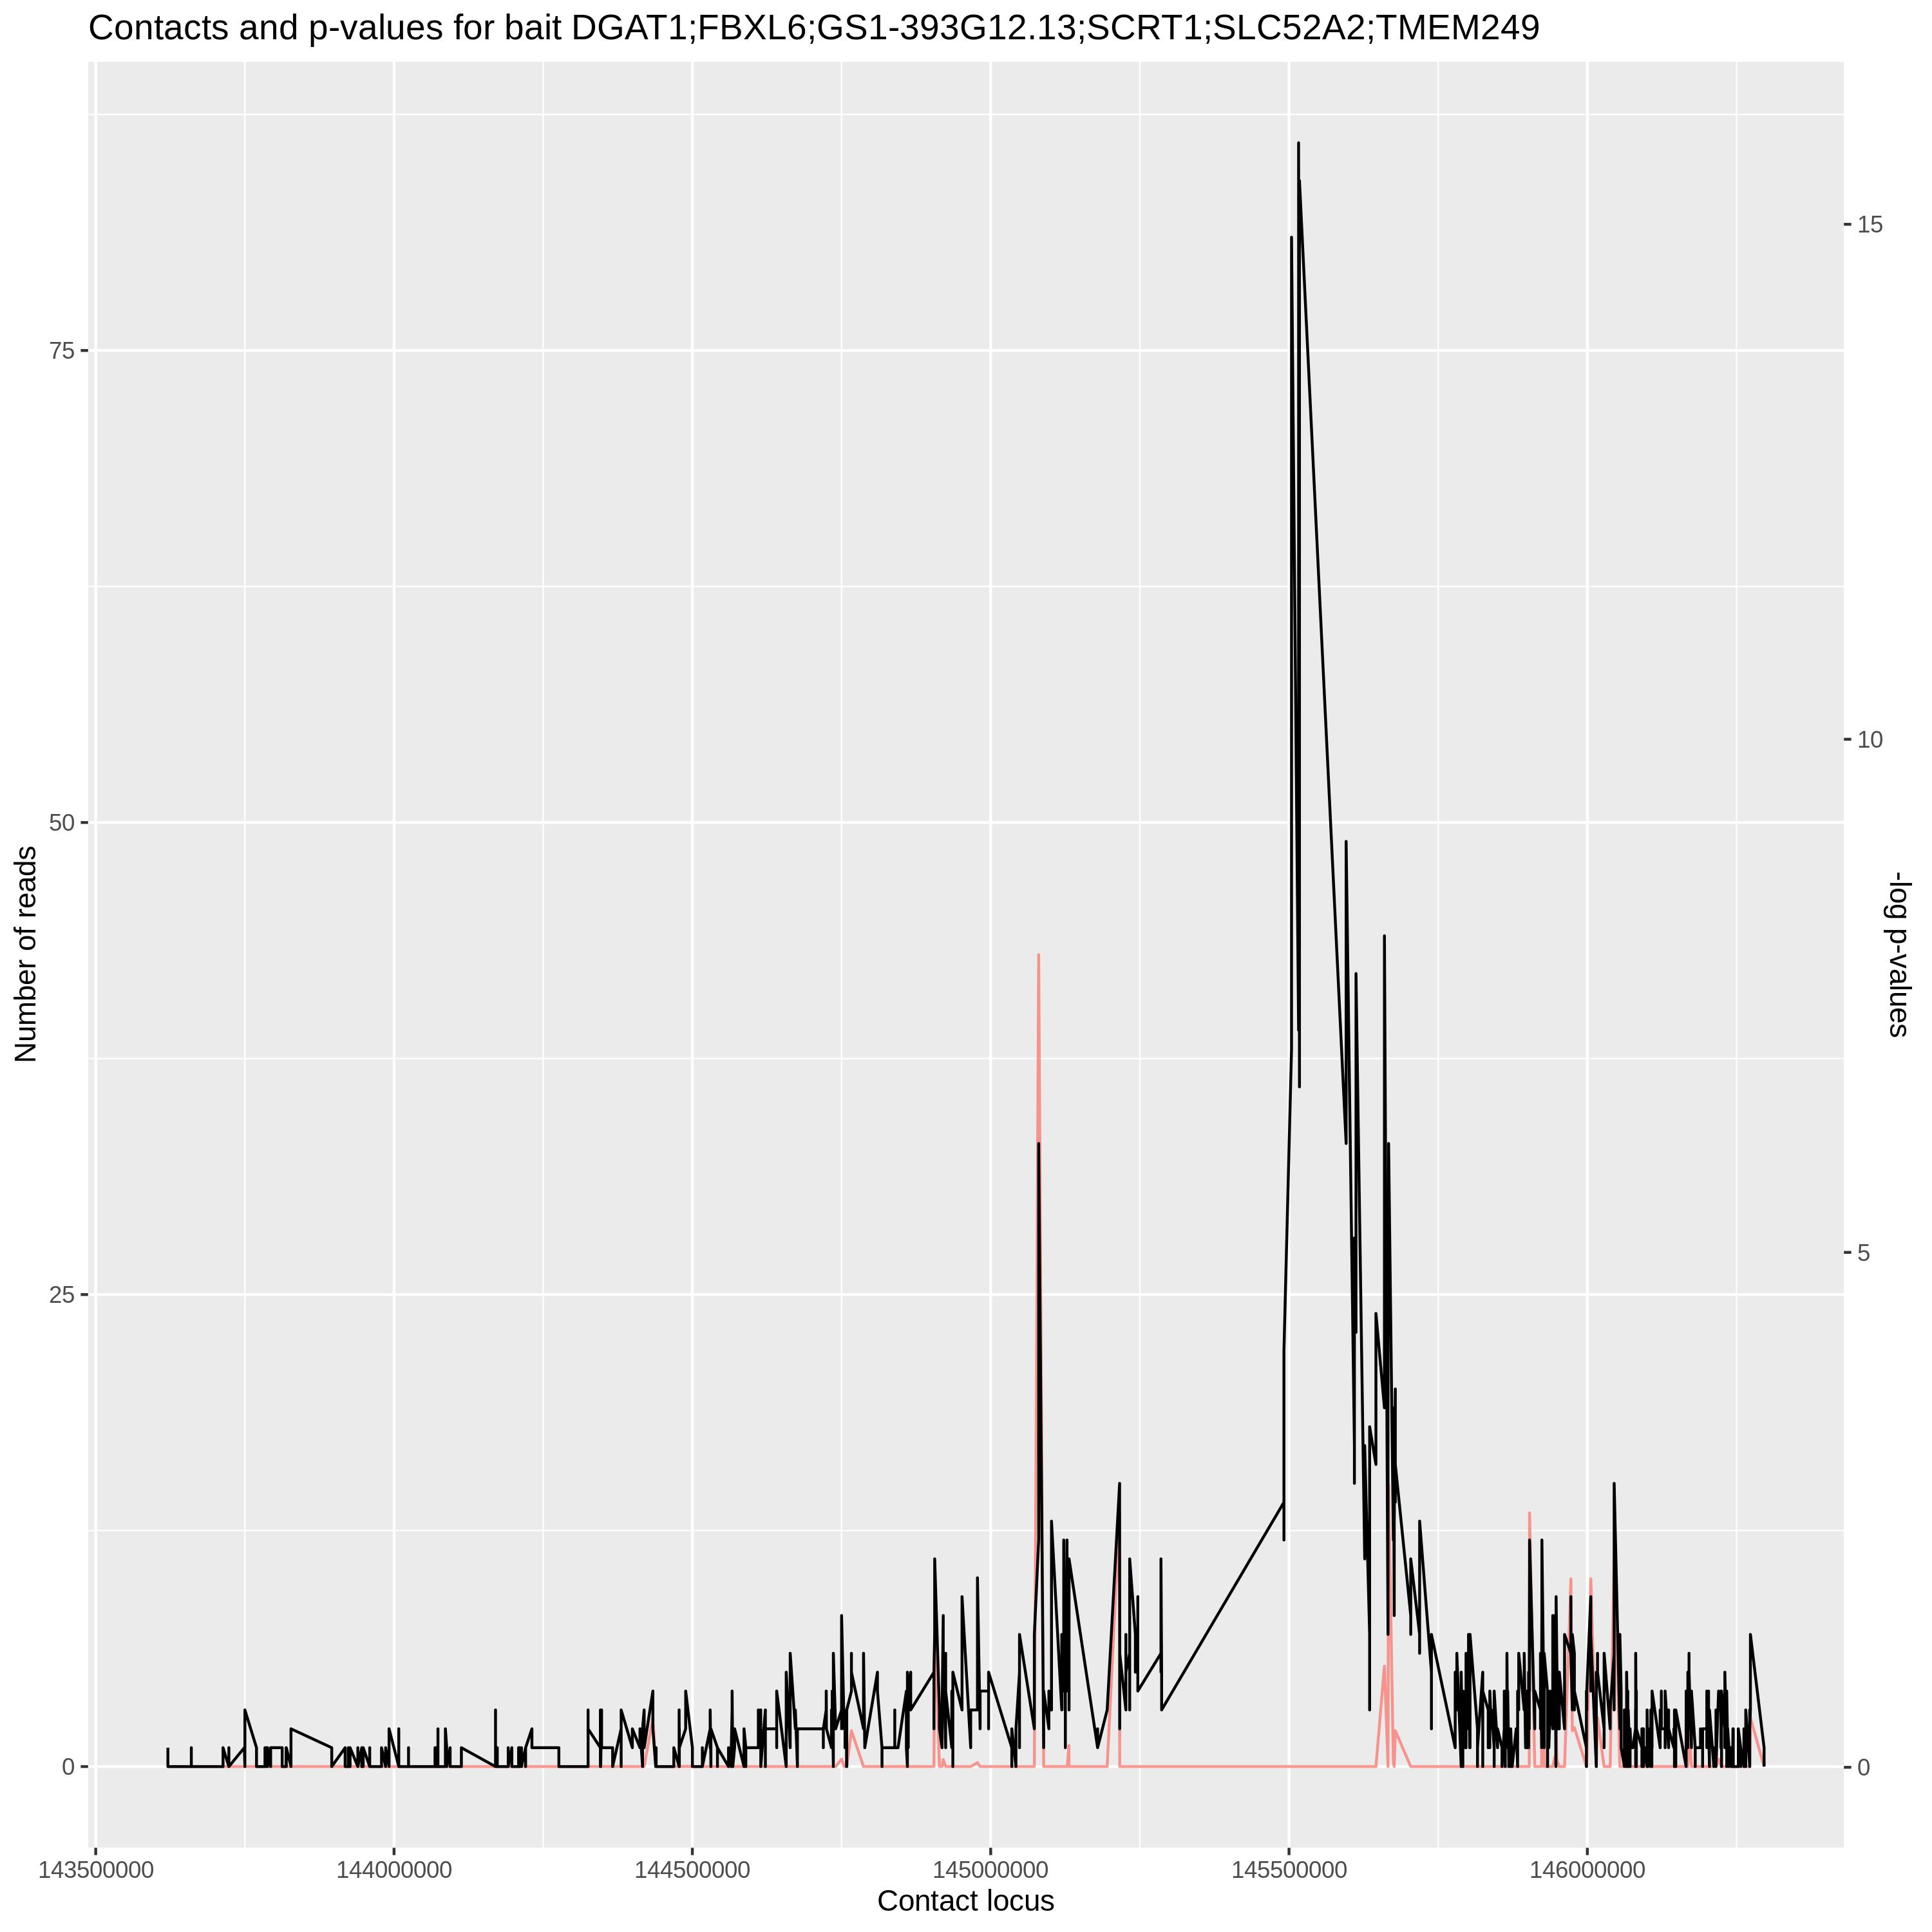 Contacts and p-values for bait DGAT1;FBXL6;GS1-393G12.13;SCRT1;SLC52A2;TMEM249
Number of reads
75
50
25
0
15
10
5
0
-log p-values
143500000 144000000 144500000 145000000 145500000 146000000
Contact locus